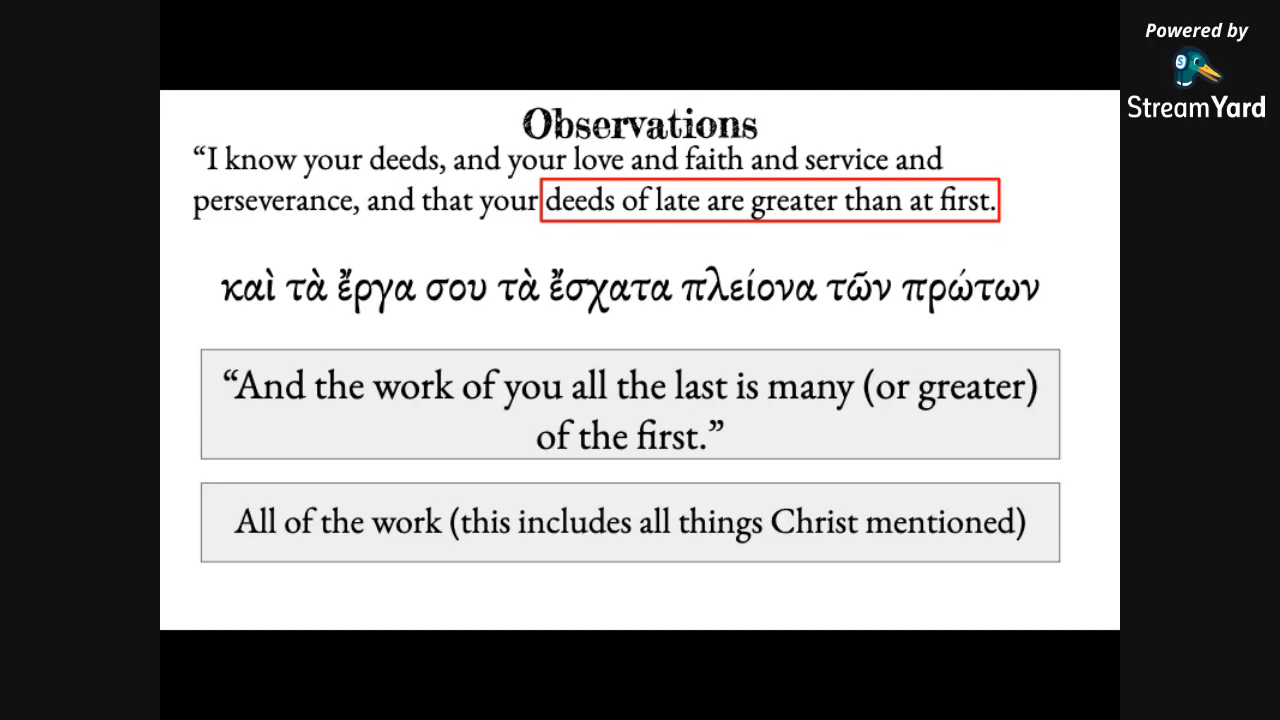 Powered by
StreamYard
Observations
“I know your deeds, and your love and faith and service and
perseverance, and that your deeds of late are greater than at first.
καὶ τὰ ἔργα σου τὰ ἔσχατα πλείονα τῶν πρώτων
“And the work of you all the last is many (or greater)
of the first.”
All of the work (this includes all things Christ mentioned)